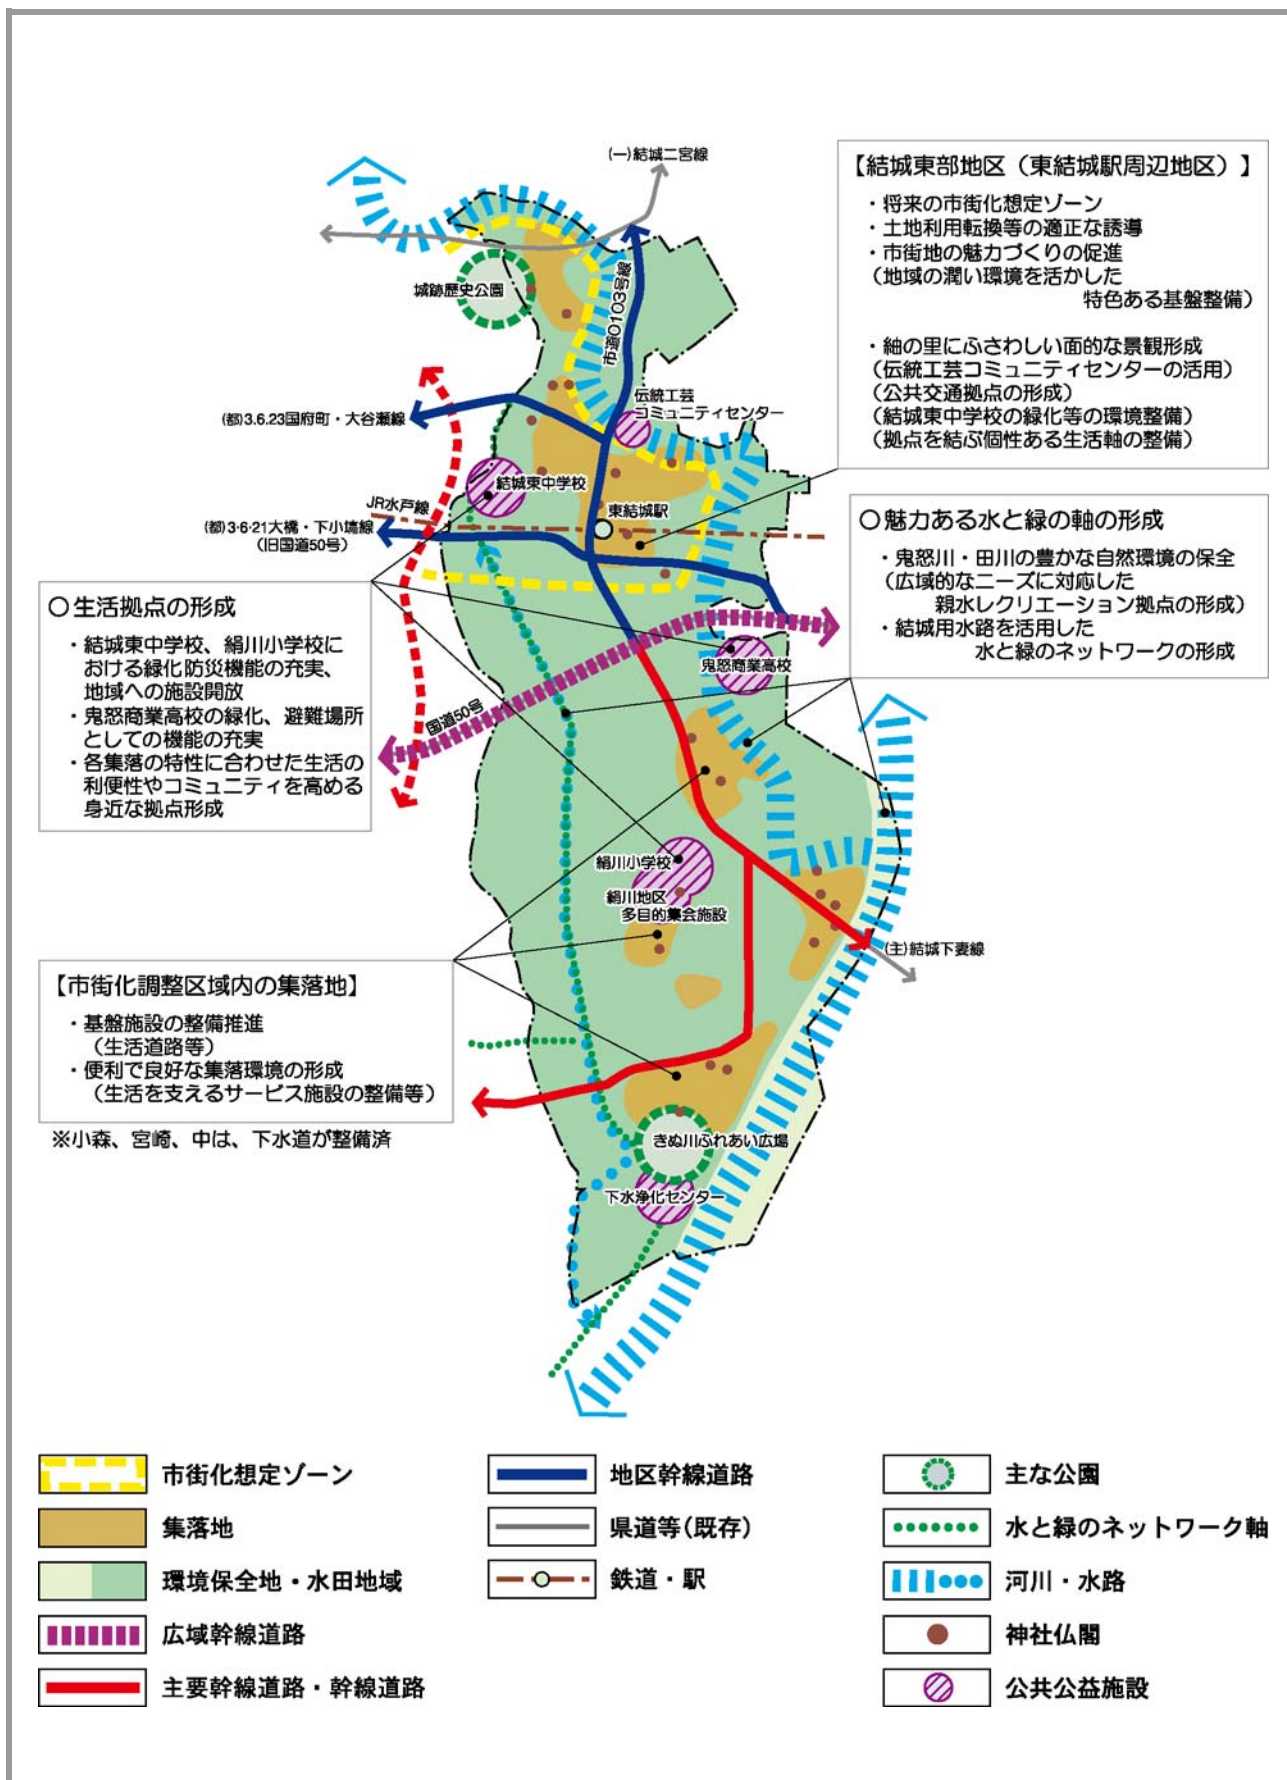 (一)結城二宮線
【結城東部地区（東結城駅周辺地区）】
・将来の市街化想定ゾーン
・土地利用転換等の適正な誘導
・市街地の魅力づくりの促進
（地域の潤い環境を活かした
特色ある基盤整備）
・紬の里にふさわしい面的な景観形成
（伝統工芸コミュニティセンターの活用）
（公共交通拠点の形成）
（結城東中学校の緑化等の環境整備）
（拠点を結ぶ個性ある生活軸の整備）
城跡歴史公園
市道0103号線
伝統工芸
コミュニティセンター
(都)3.6.23国府町・大谷瀬線
結城東中学校
JR水戸線
東結城駅
(都)3・6・21大橋・下小塙線
(旧国道50号)
○魅力ある水と緑の軸の形成
・鬼怒川・田川の豊かな自然環境の保全
（広域的なニーズに対応した
親水レクリエーション拠点の形成）
・結城用水路を活用した
水と緑のネットワークの形成
○生活拠点の形成
・結城東中学校、絹川小学校に
おける緑化防災機能の充実、
地域への施設開放
・鬼怒商業高校の緑化、避難場所
としての機能の充実
・各集落の特性に合わせた生活の
利便性やコミュニティを高める
身近な拠点形成
鬼怒商業高校
国道50号
絹川小学校
絹川地区
多目的集会施設
(主)結城下妻線
【市街化調整区域内の集落地】
・基盤施設の整備推進
（生活道路等）
・便利で良好な集落環境の形成
（生活を支えるサービス施設の整備等）
※小森、宮崎、中は、下水道が整備済
きぬ川ふれあい広場
下水浄化センター
市街化想定ゾーン
集落地
環境保全地・水田地域
広域幹線道路
主要幹線道路・幹線道路
地区幹線道路
県道等(既存)
鉄道・駅
主な公園
水と緑のネットワーク軸
河川・水路
神社仏閣
公共公益施設